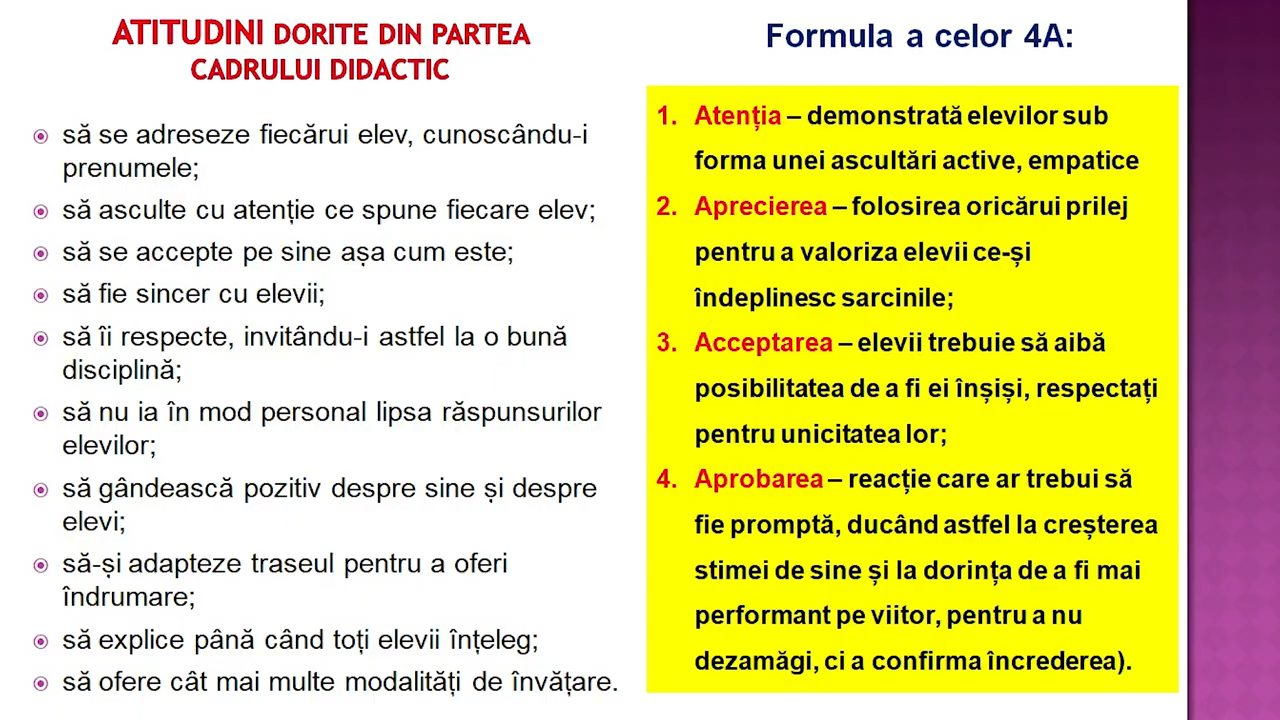 ATITUDINI DORITE DIN PARTEA
CADRULUI DIDACTIC
să se adreseze fiecărui elev, cunoscându-i
prenumele;
să asculte cu atenție ce spune fiecare elev;
să se accepte pe sine așa cum este;
să fie sincer cu elevii;
să îi respecte, invitându-i astfel la o bună
disciplină;
să nu ia în mod personal lipsa răspunsurilor
elevilor;
să gândească pozitiv despre sine și despre
elevi;
să-și adapteze traseul pentru a oferi
îndrumare;
să explice până când toți elevii înțeleg;
să ofere cât mai multe modalități de învățare.
Formula a celor 4A:
1. Atenția – demonstrată elevilor sub
forma unei ascultări active, empatice
2. Aprecierea – folosirea oricărui prilej
pentru a valoriza elevii ce-și
îndeplinesc sarcinile;
3. Acceptarea – elevii trebuie să aibă
posibilitatea de a fi ei înșiși, respectați
pentru unicitatea lor;
4. Aprobarea – reacție care ar trebui să
fie promptă, ducând astfel la creșterea
stimei de sine și la dorința de a fi mai
performant pe viitor, pentru a nu
dezamăgi, ci a confirma încrederea).